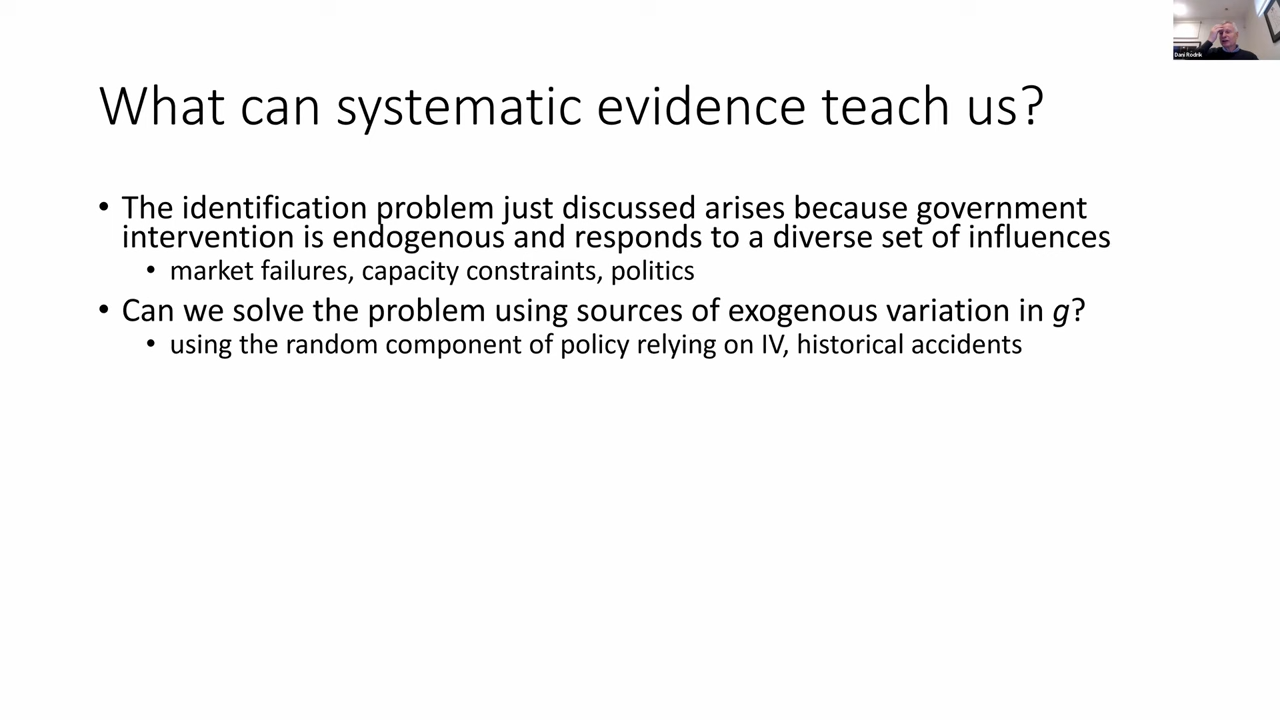 Dani Rodrik
What can systematic evidence teach us?
• The identification problem just discussed arises because government
intervention is endogenous and responds to a diverse set of influences
• market failures, capacity constraints, politics
• Can we solve the problem using sources of exogenous variation in g?
• using the random component of policy relying on IV, historical accidents